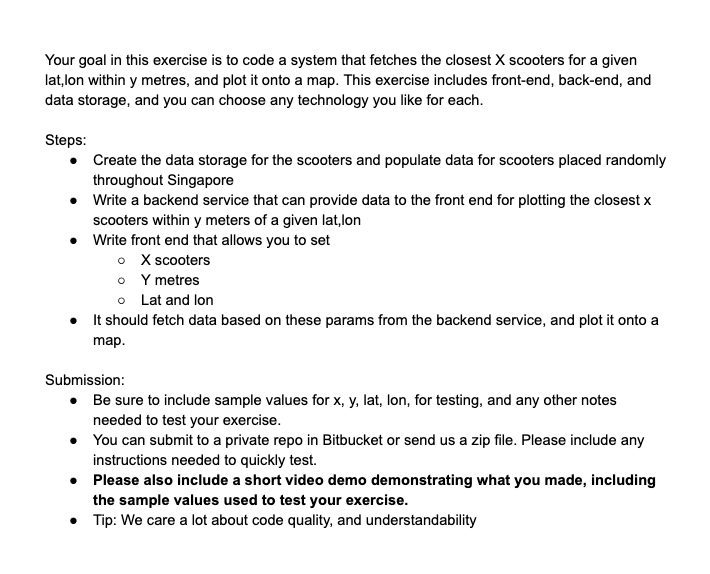 Your goal in this exercise is to code a system that fetches the closest X scooters for a given
lat,lon within y metres, and plot it onto a map. This exercise includes front-end, back-end, and
data storage, and you can choose any technology you like for each.
Steps:
● Create the data storage for the scooters and populate data for scooters placed randomly
throughout Singapore
● Write a backend service that can provide data to the front end for plotting the closest x
scooters within y meters of a given lat,lon
● Write front end that allows you to set
○ X scooters
○ Y metres
○ Lat and lon
● It should fetch data based on these params from the backend service, and plot it onto a
map.
Submission:
● Be sure to include sample values for x, y, lat, lon, for testing, and any other notes
needed to test your exercise.
● You can submit to a private repo in Bitbucket or send us a zip file. Please include any
instructions needed to quickly test.
● Please also include a short video demo demonstrating what you made, including
the sample values used to test your exercise.
● Tip: We care a lot about code quality, and understandability